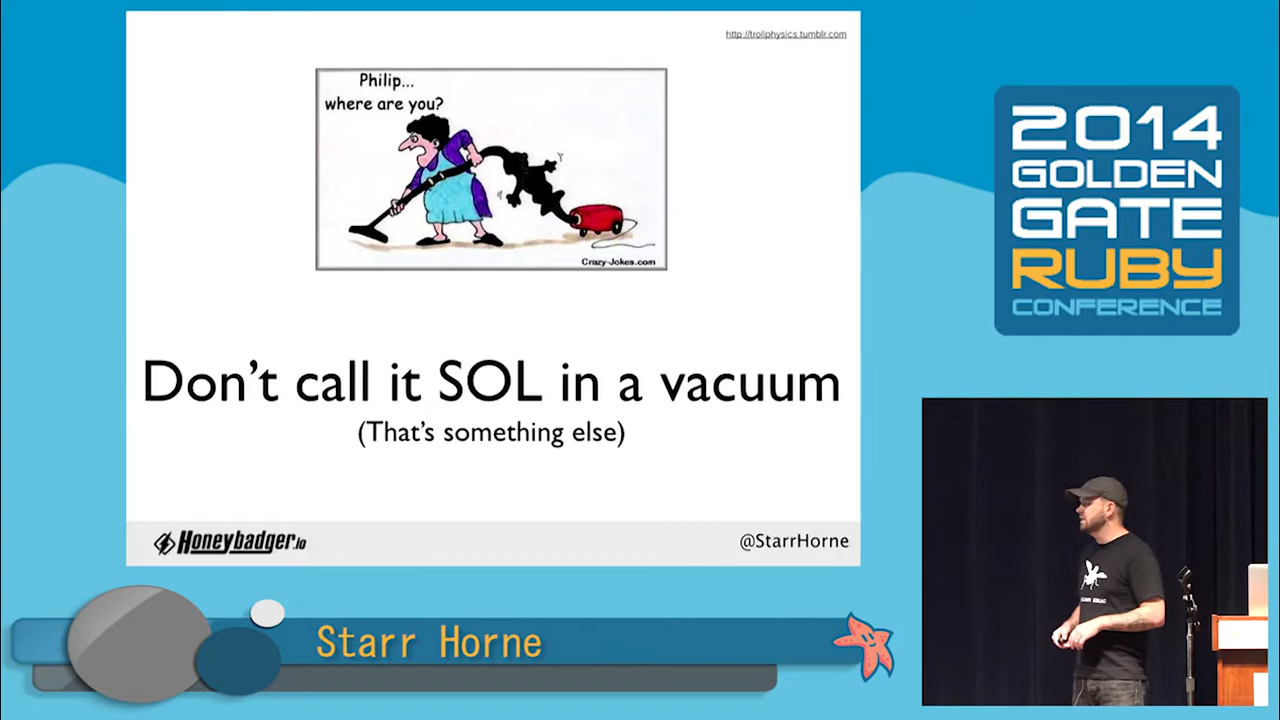 http://trollphysics.tumblr.com
Philip...
where are you?
Crazy-Jokes.com
Don't call it SOL in a vacuum
(That's something else)
Honeybadger.io
@StarrHorne
2014
GOLDEN
GATE
RUBY
CONFERENCE
Starr Horne